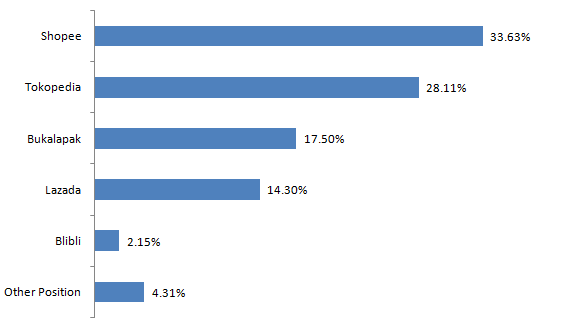 Shopee 33.63%
Tokopedia 28.11%
Bukalapak 17.50%
Lazada 14.30%
Blibli 2.15%
Other Position 4.31%